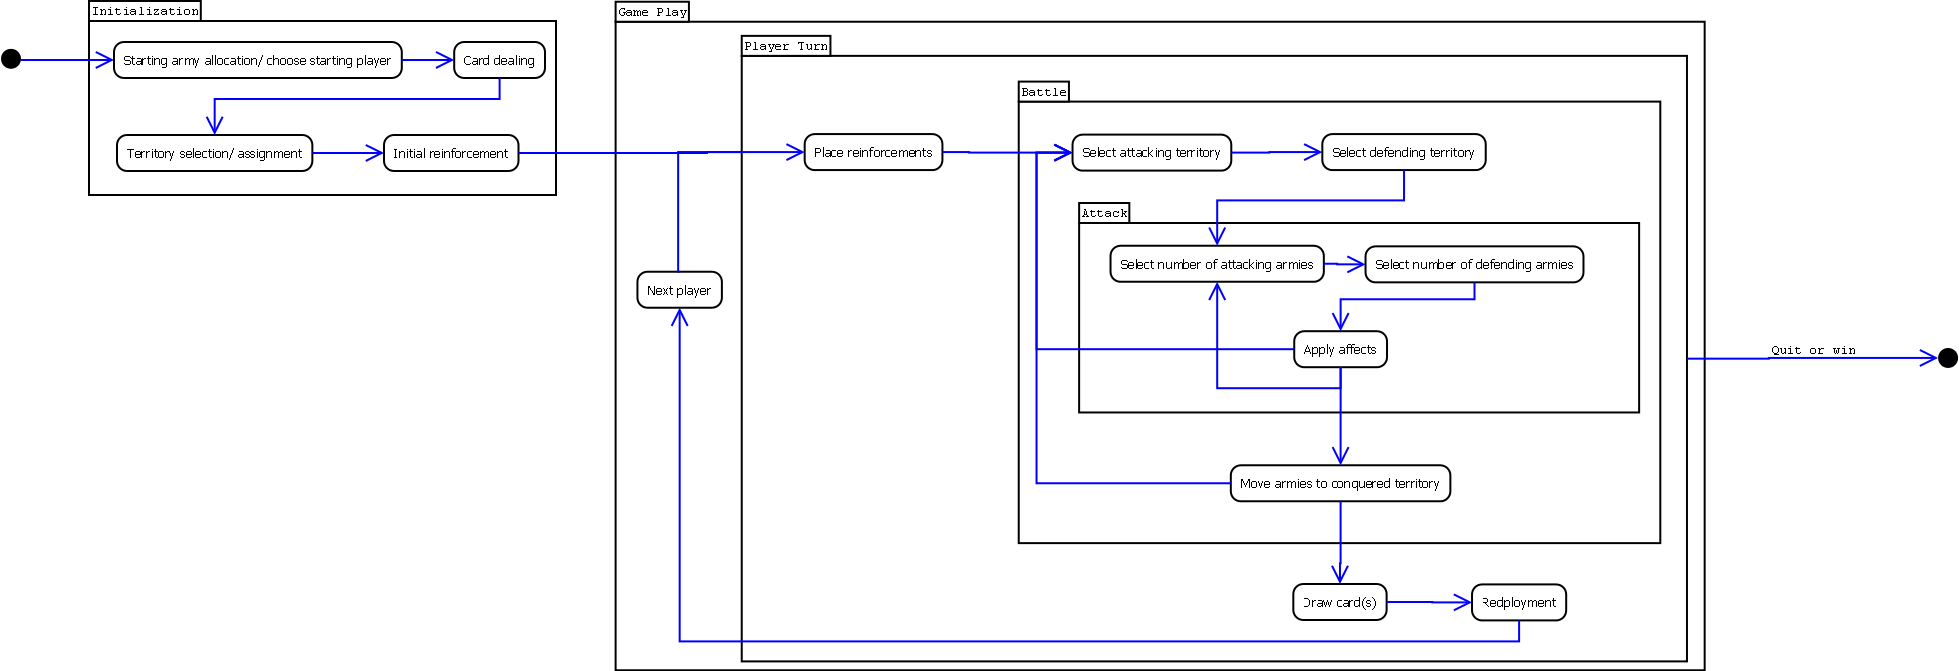 Initialization
Starting army allocation/ choose starting player
Card dealing
Territory selection/ assignment
Initial reinforcement
Game Play
Player Turn
Next player
Place reinforcements
Battle
Select attacking territory
Select defending territory
Attack
Select number of attacking armies
Select number of defending armies
Apply affects
Move armies to conquered territory
Draw card(s)
Redployment
Quit or win